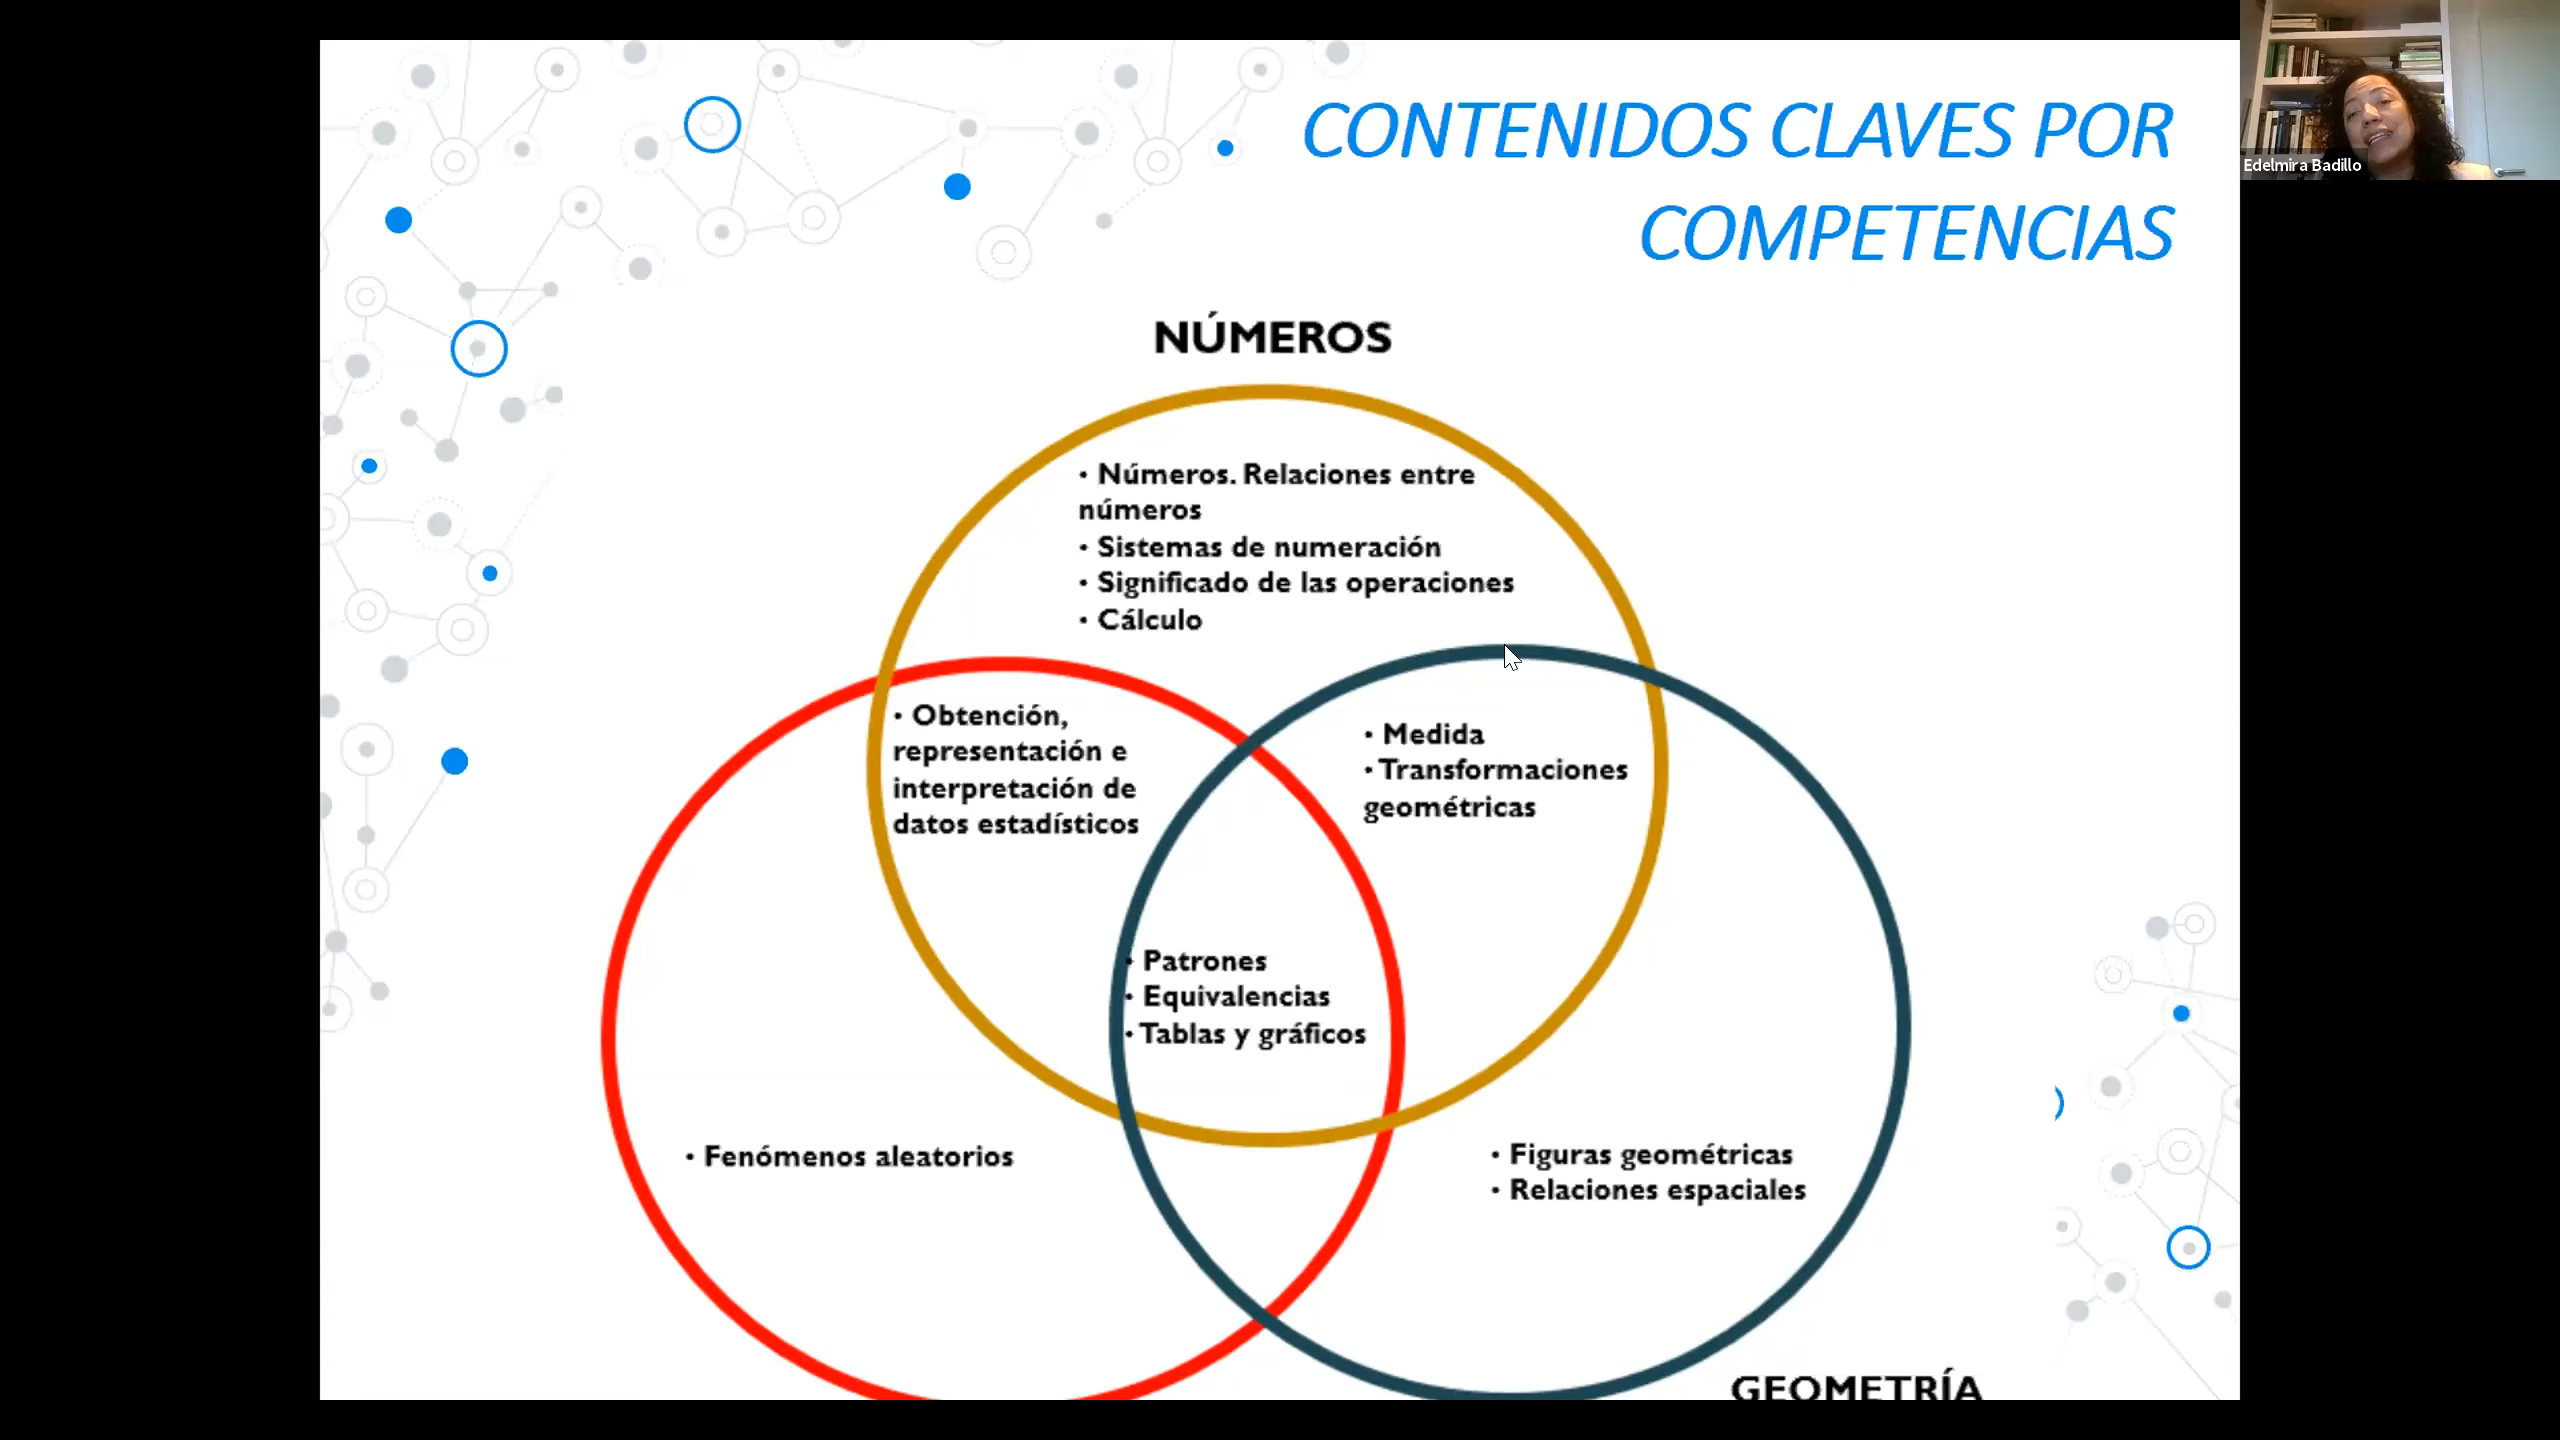 CONTENIDOS CLAVES POR
COMPETENCIAS
Edelmira Badillo
NÚMEROS
• Números. Relaciones entre
números
• Sistemas de numeración
• Significado de las operaciones
• Cálculo
• Obtención,
representación e
interpretación de
datos estadísticos
• Medida
• Transformaciones
geométricas
• Patrones
• Equivalencias
• Tablas y gráficos
• Fenómenos aleatorios
• Figuras geométricas
• Relaciones espaciales
GEOMETRÍA